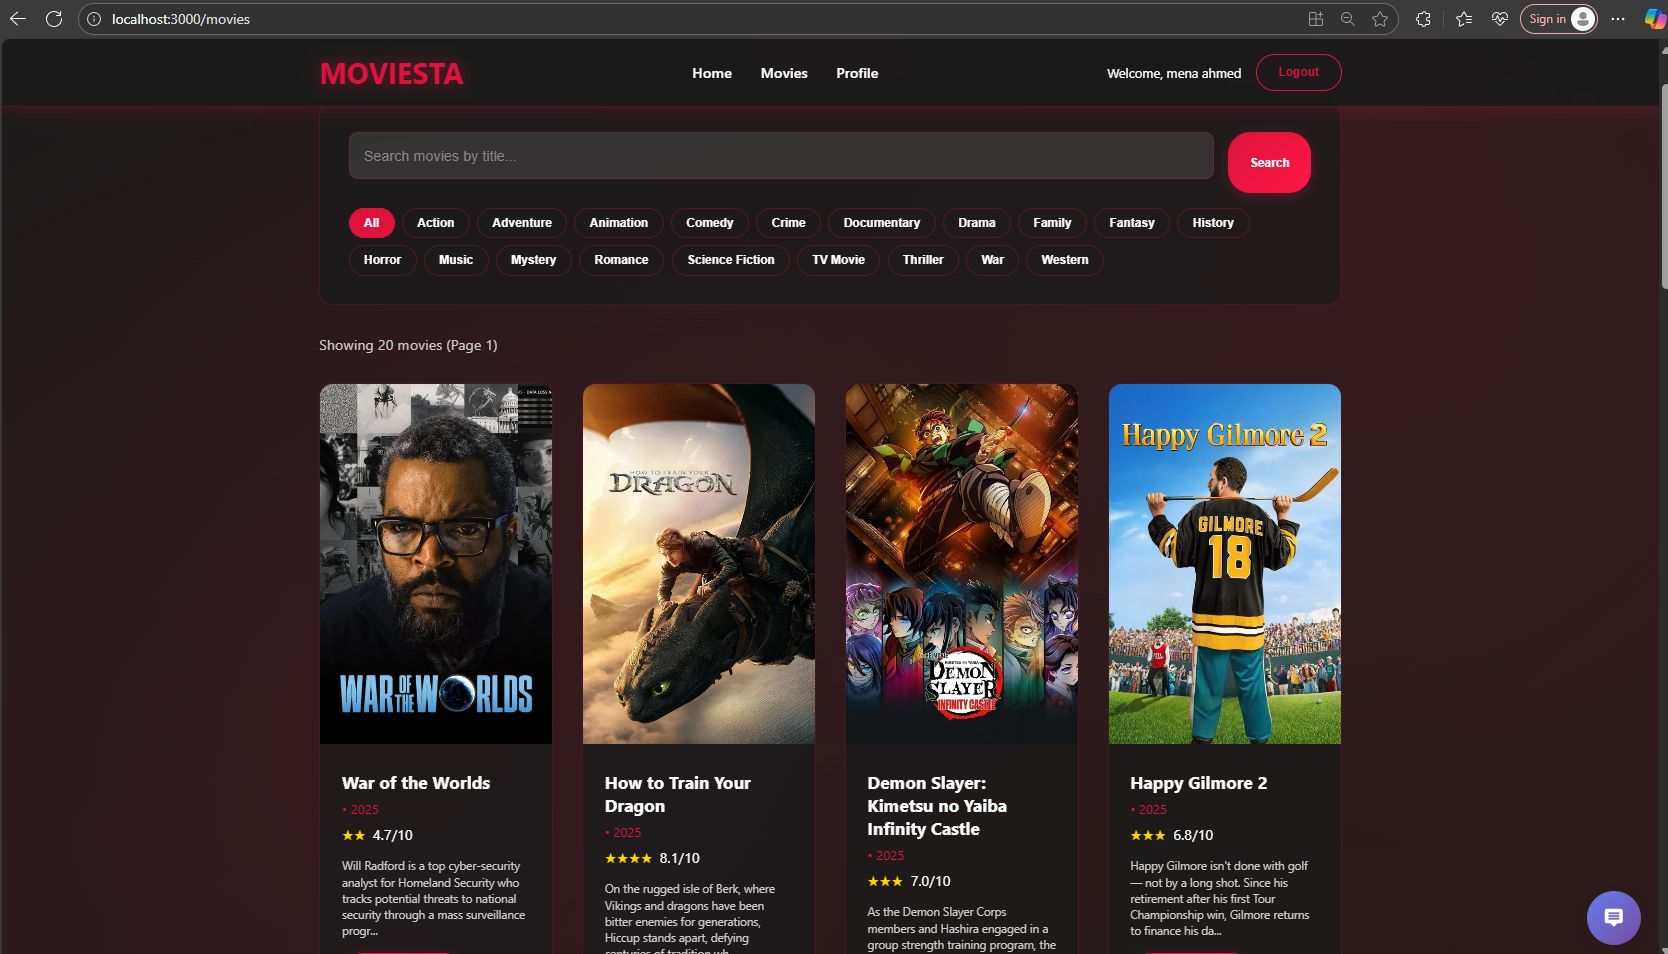 localhost:3000/movies
Sign in
MOVIESTA
Home Movies Profile
Welcome, mena ahmed
Logout
Search movies by title...
Search
All Action Adventure Animation Comedy Crime Documentary Drama Family Fantasy History
Horror Music Mystery Romance Science Fiction TV Movie Thriller War Western
Showing 20 movies (Page 1)
WAR OF THE WORLDS
HOW TO TRAIN YOUR
DRAGON
KIMETSU NO YAIBA
DEMON
SLAYER
INFINITY CASTLE
Happy Gilmore 2
GILMORE
18
War of the Worlds
• 2025
★★ 4.7/10
Will Radford is a top cyber-security
analyst for Homeland Security who
tracks potential threats to national
security through a mass surveillance
progr...
How to Train Your
Dragon
• 2025
★★★★ 8.1/10
On the rugged isle of Berk, where
Vikings and dragons have been
bitter enemies for generations,
Hiccup stands apart, defying
centuries of tradition wh...
Demon Slayer:
Kimetsu no Yaiba
Infinity Castle
• 2025
★★★ 7.0/10
As the Demon Slayer Corps
members and Hashira engaged in a
group strength training program, the
Happy Gilmore 2
• 2025
★★★ 6.8/10
Happy Gilmore isn't done with golf
— not by a long shot. Since his
retirement after his first Tour
Championship win, Gilmore returns
to finance his da...